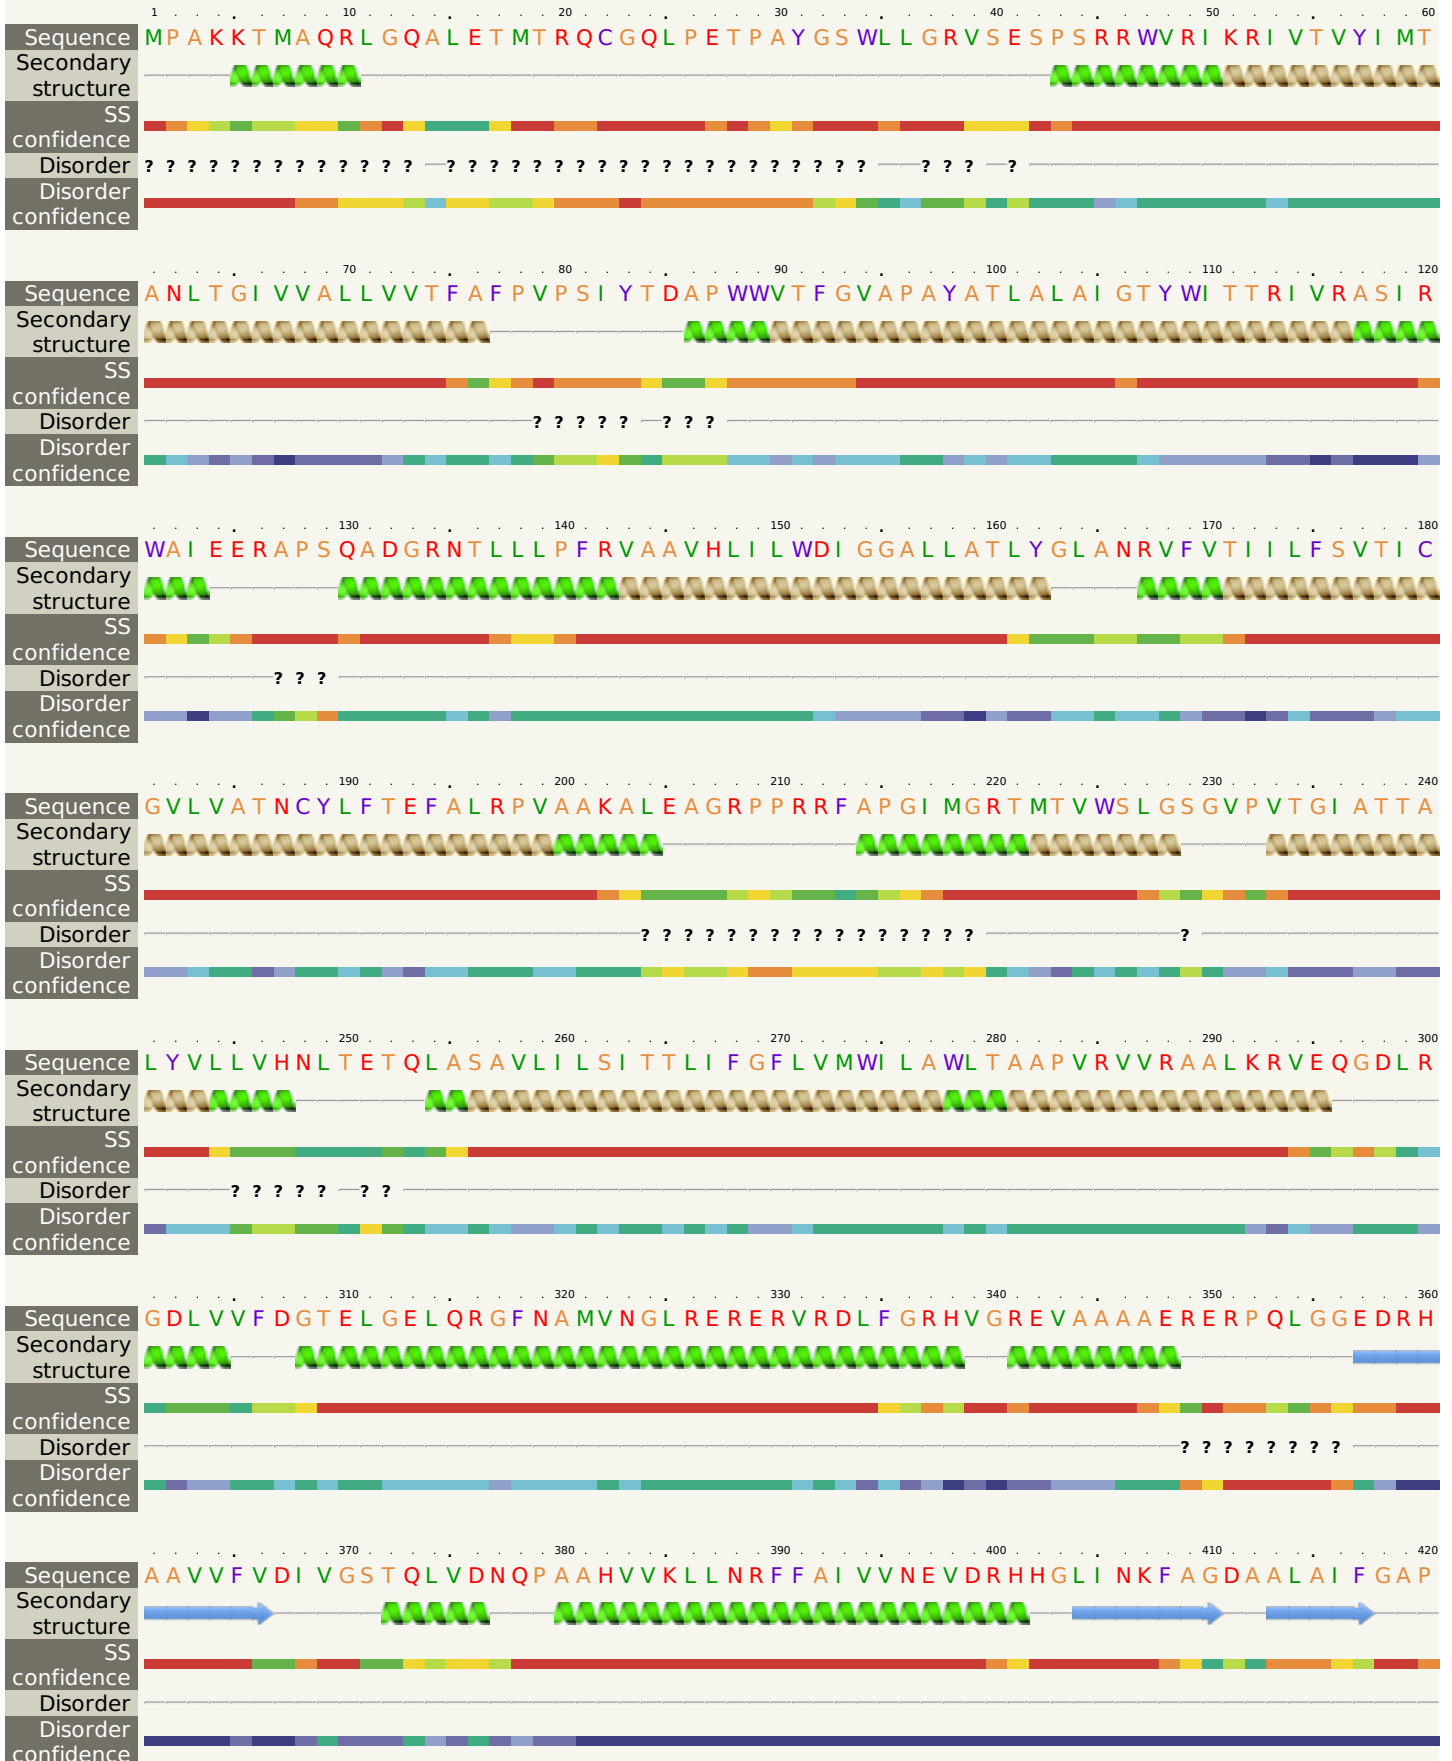 1 10 20 30 40 50 60
Sequence MPAKKTMAQRLGQALETMTRQCGQLPETPAYGSWLLGRVSESPSRRWVRIKRIVTVYIMT
Secondary
structure
SS
confidence
Disorder ? ? ? ? ? ? ? ? ? ? ? ? ? ? ? ? ? ? ? ? ? ? ? ? ? ? ? ? ? ? ? ? ? ? ? ?
Disorder
confidence
70 80 90 100 110 120
Sequence ANLTGIVVALLVVTFAFPVPSIYTDAPWWVTFGVAPAYATLALAIGTYWITTRIVRASIR
Secondary
structure
SS
confidence
Disorder ? ? ? ? ? ? ? ?
Disorder
confidence
130 140 150 160 170 180
Sequence WAIEERAPSQADGRNTLLLPFRVAAVHLILWDIGGALLATLYGLANRVFVTIILFSVTIC
Secondary
structure
SS
confidence
Disorder ? ? ?
Disorder
confidence
190 200 210 220 230 240
Sequence GVLVATNCYLFTEFALRPVAAKALEAGRPPRRFAPGIMGRTMTVWSLGSGVPVTGIATTA
Secondary
structure
SS
confidence
Disorder ? ? ? ? ? ? ? ? ? ? ? ? ? ? ? ? ?
Disorder
confidence
250 260 270 280 290 300
Sequence LYVLLVHNLTETQLASAVLILSITTLIFGFLVMWILAWLTAAPVRVVRAALKRVEQGDLR
Secondary
structure
SS
confidence
Disorder ? ? ? ? ? ? ?
Disorder
confidence
310 320 330 340 350 360
Sequence GDLVVFDGTELGELQRGFNAMVNGLRERERVRDLFGRHVGREVAAAAERERPQLGGEDRH
Secondary
structure
SS
confidence
Disorder ? ? ? ? ? ? ? ?
Disorder
confidence
370 380 390 400 410 420
Sequence AAVVFVDIVGSTQLVDNQPAAHVVKLLNRFFAIVVNEVDRHHGLINKFAGDAALAIFGAP
Secondary
structure
SS
confidence
Disorder
Disorder
confidence